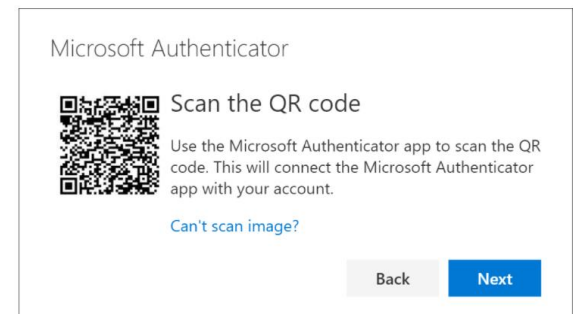 Microsoft Authenticator
Scan the QR code
Use the Microsoft Authenticator app to scan the QR
code. This will connect the Microsoft Authenticator
app with your account.
Can't scan image?
Back
Next